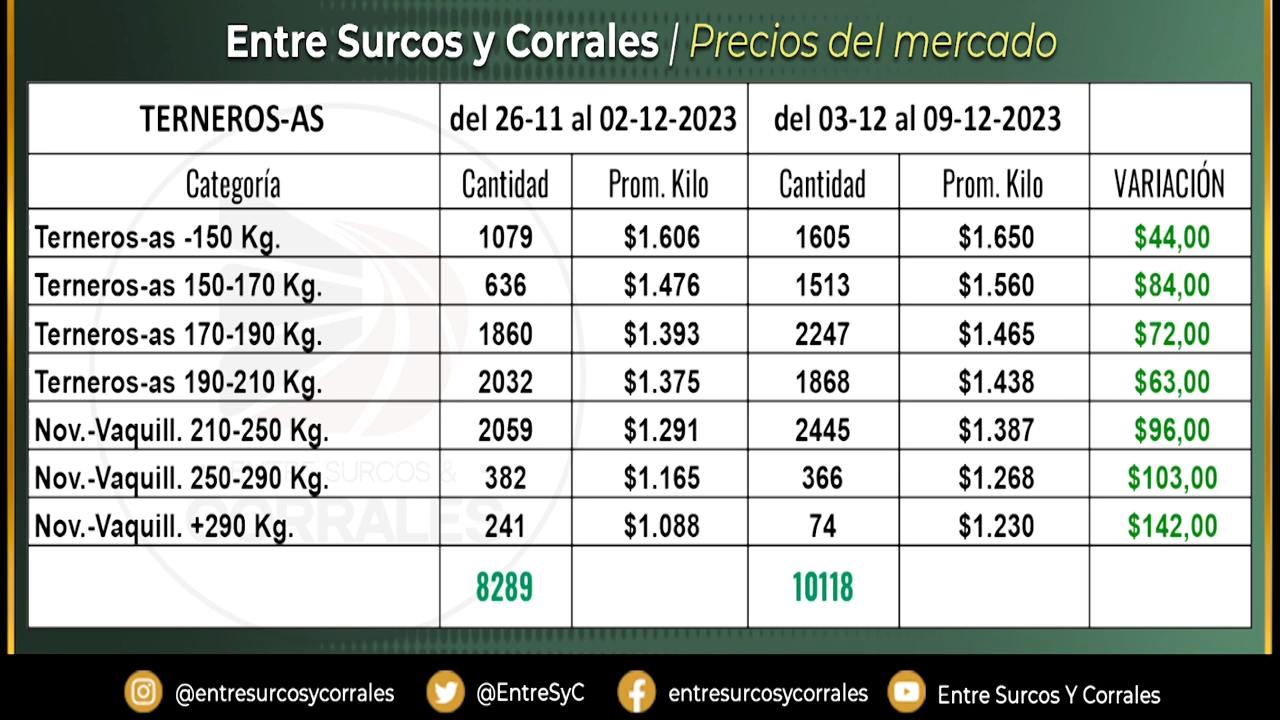 Entre Surcos y Corrales | Precios del mercado
TERNEROS-AS del 26-11 al 02-12-2023 del 03-12 al 09-12-2023
Categoría Cantidad Prom. Kilo Cantidad Prom. Kilo VARIACIÓN
Terneros-as -150 Kg. 1079 $1.606 1605 $1.650 $44,00
Terneros-as 150-170 Kg. 636 $1.476 1513 $1.560 $84,00
Terneros-as 170-190 Kg. 1860 $1.393 2247 $1.465 $72,00
Terneros-as 190-210 Kg. 2032 $1.375 1868 $1.438 $63,00
Nov.-Vaquill. 210-250 Kg. 2059 $1.291 2445 $1.387 $96,00
Nov.-Vaquill. 250-290 Kg. 382 $1.165 366 $1.268 $103,00
Nov.-Vaquill. +290 Kg. 241 $1.088 74 $1.230 $142,00
8289 10118
ENTRE SURCOS &
CORRALES
@entresurcosycorrales @EntreSyC entresurcosycorrales Entre Surcos Y Corrales